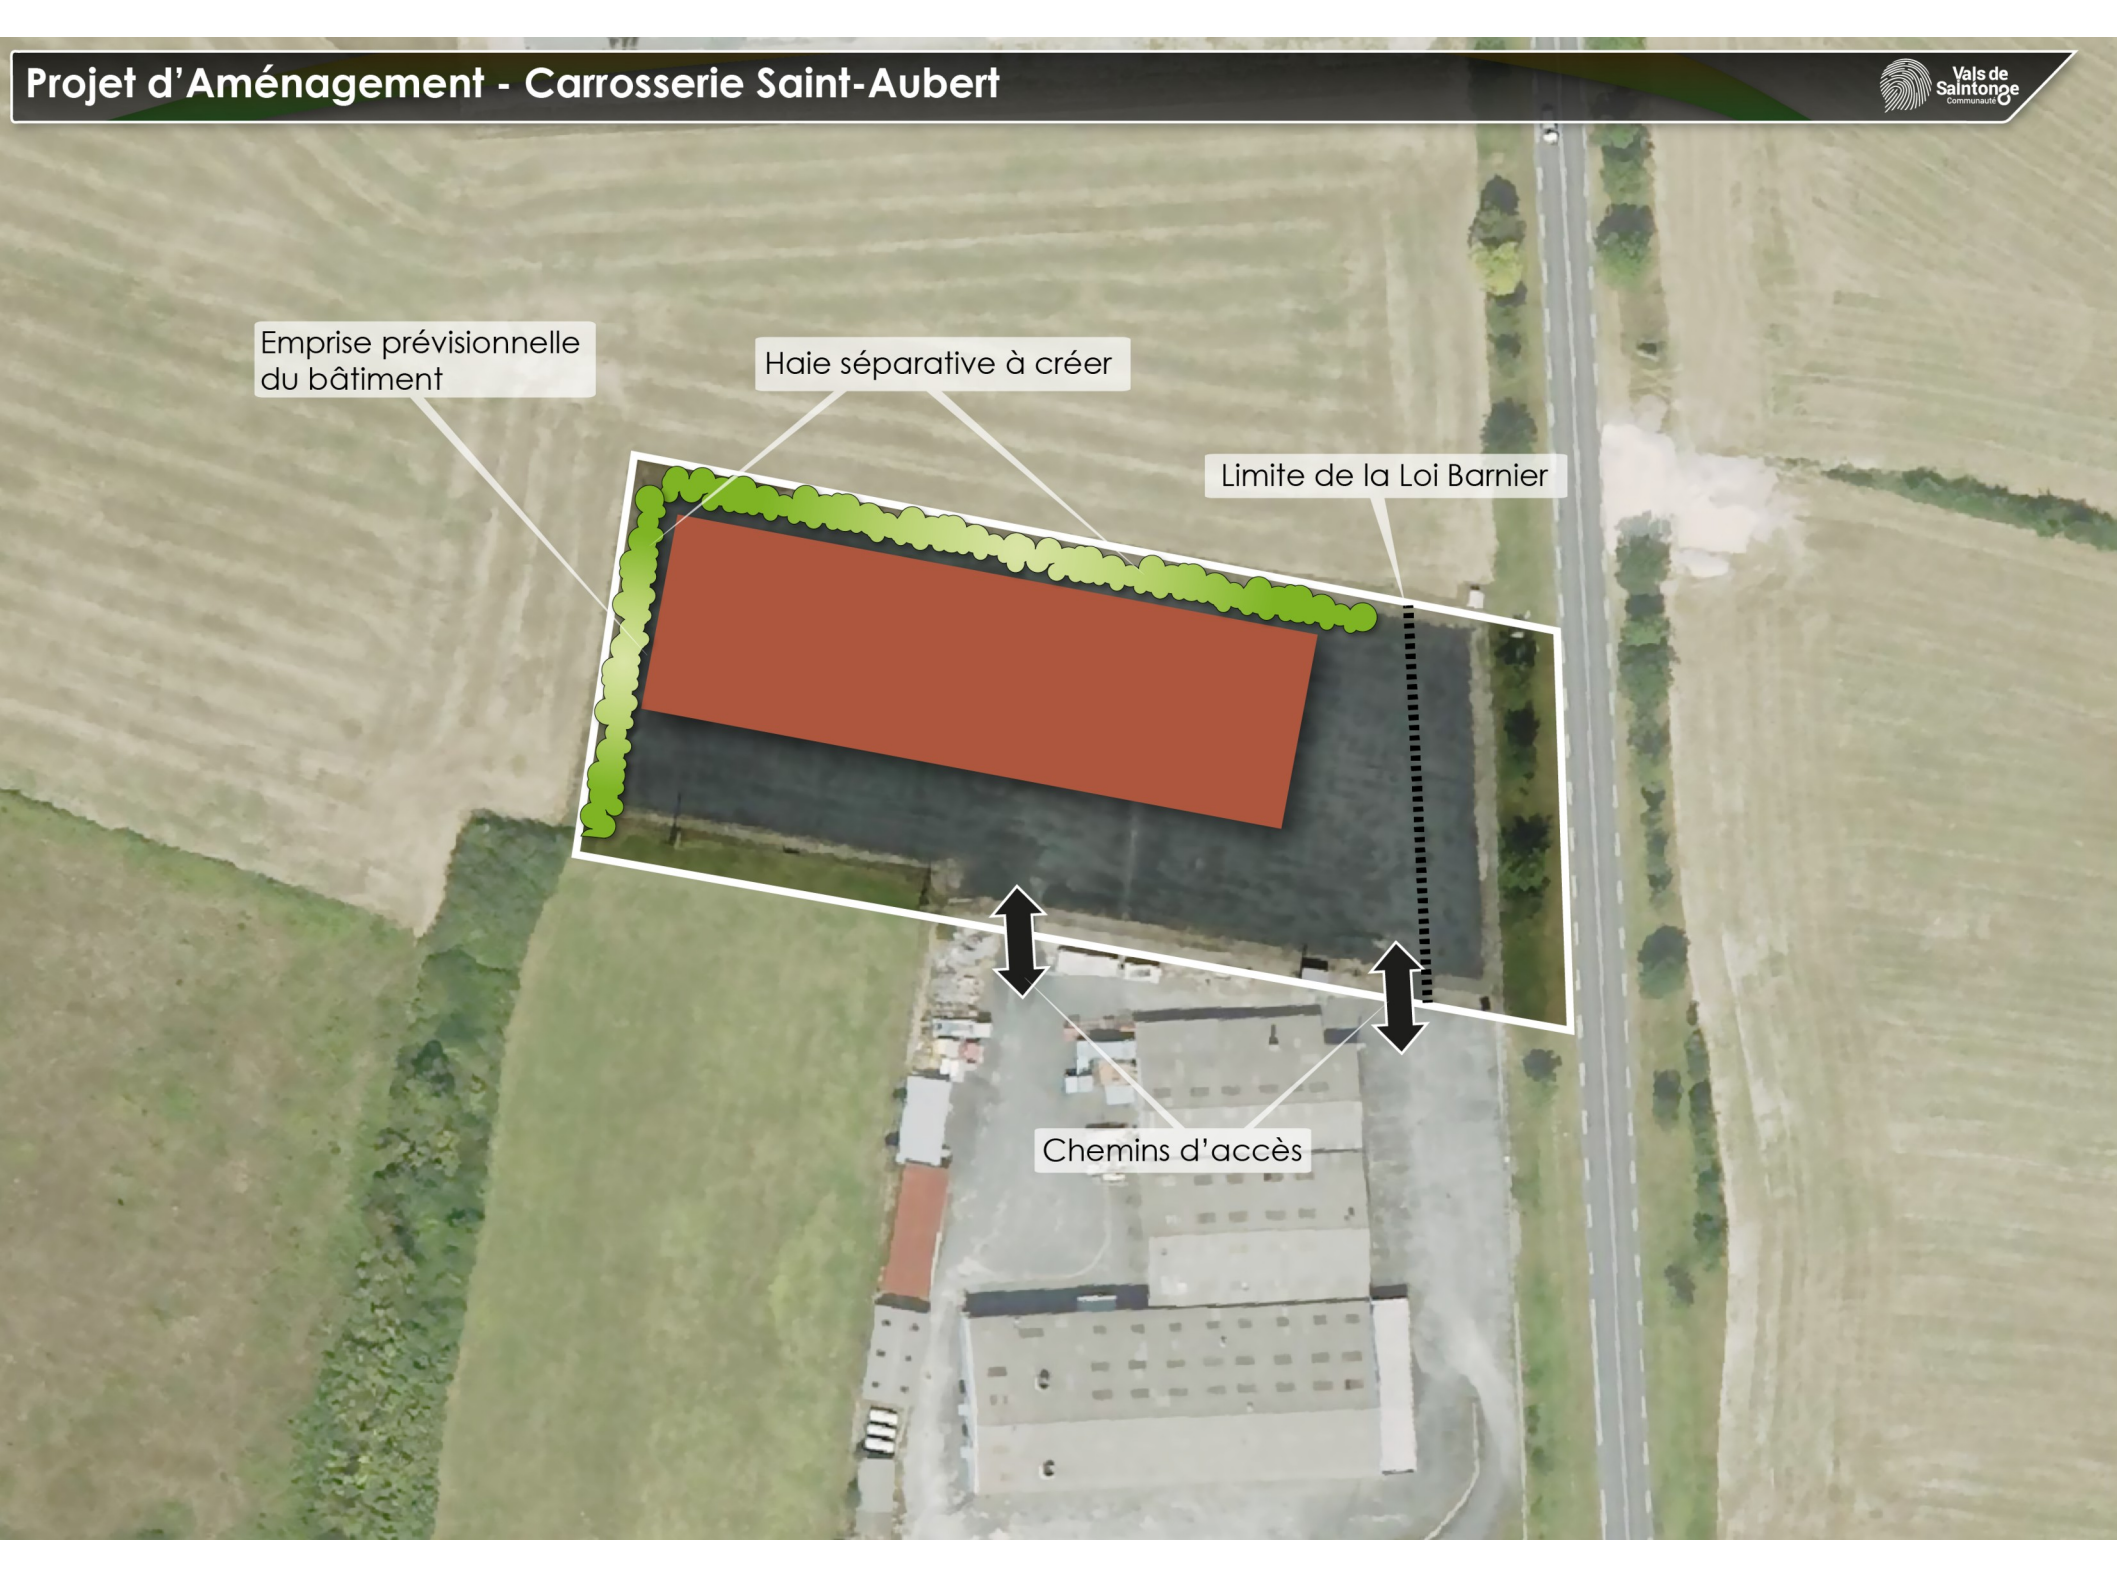 Projet d'Aménagement - Carrosserie Saint-Aubert
Vals de
Saintonge
Communauté
Emprise prévisionnelle
du bâtiment
Haie séparative à créer
Limite de la Loi Barnier
Chemins d'accès